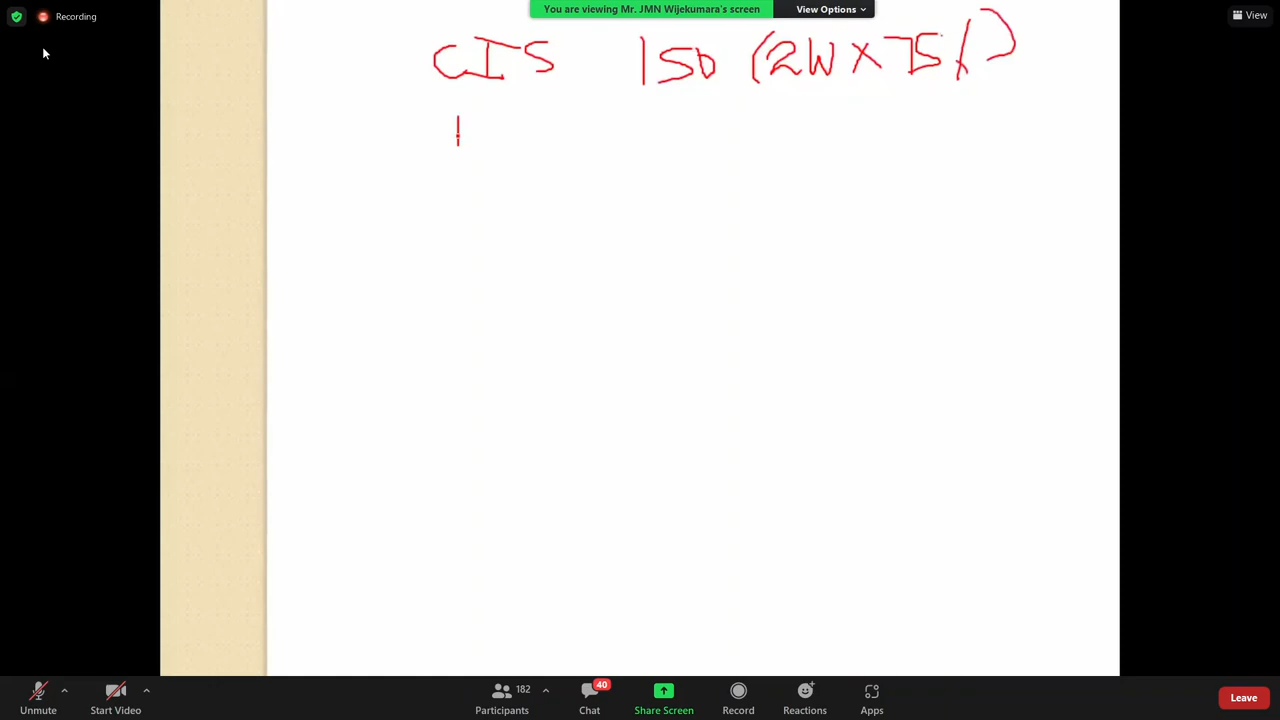 Recording
You are viewing Mr. JMN Wijekumara's screen View Options
View
CIS 150 (200 X 75%)
Unmute
Start Video
182
Participants
40
Chat
Share Screen
Record
Reactions
Apps
Leave